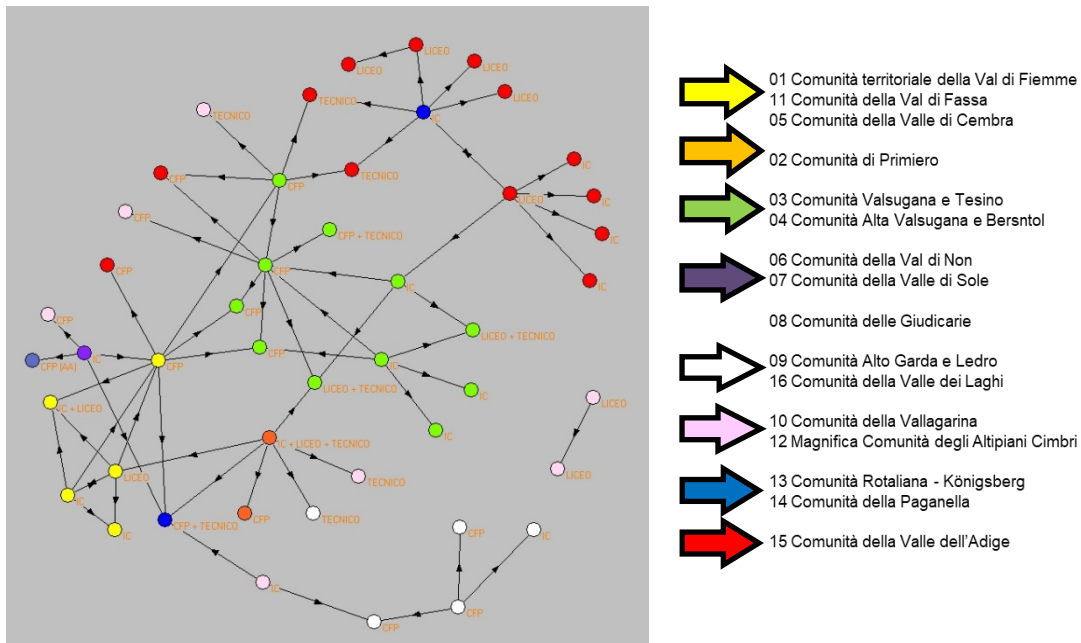 LICEO
LICEO
LICEO
LICEO
TECNICO
TECNICO
IC
TECNICO
IC
CFP
CFP
LICEO
IC
CFP
CFP + TECNICO
IC
CFP
CFP
IC
IC
CFP
CFP
LICEO + TECNICO
CFP (AA)
IC
CFP
CFP
IC
LICEO + TECNICO
IC
IC + LICEO
LICEO
IC
IC + LICEO + TECNICO
LICEO
LICEO
TECNICO
IC
IC
CFP + TECNICO
CFP
TECNICO
CFP
IC
IC
CFP
CFP
01 Comunità territoriale della Val di Fiemme
11 Comunità della Val di Fassa
05 Comunità della Valle di Cembra
02 Comunità di Primiero
03 Comunità Valsugana e Tesino
04 Comunità Alta Valsugana e Bersntol
06 Comunità della Val di Non
07 Comunità della Valle di Sole
08 Comunità delle Giudicarie
09 Comunità Alto Garda e Ledro
16 Comunità della Valle dei Laghi
10 Comunità della Vallagarina
12 Magnifica Comunità degli Altipiani Cimbri
13 Comunità Rotaliana - Königsberg
14 Comunità della Paganella
15 Comunità della Valle dell'Adige